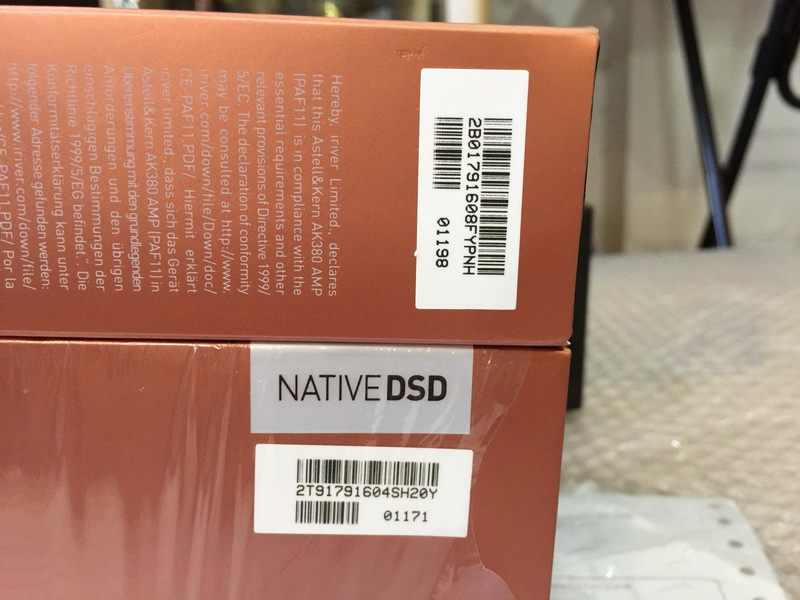 Hereby, iriver Limited., declares
that this Astell&Kern AK380 AMP
(PAF11) is in compliance with the
essential requirements and other
relevant provisions of Directive 1999/
5/EC. The declaration of conformity
may be consulted at http://www.
iriver.com/down/file/Down/doc/
CE_PAF11.PDF/ Hiermit erklärt
iriver Limited., dass sich das Gerät
Astell&Kern AK380 AMP (PAF11) in
Übereinstimmung mit den grundlegenden
Anforderungen und den übrigen
einschlägigen Bestimmungen der
Richtlinie 1999/5/EG befindet.". Die
Konformitätserklärung kann unter
folgender Adresse gefunden werden:
http://www.iriver.com/down/file/
CE_PAF11.PDF/ Por la
2B01791608FYPNH
01198
NATIVE DSD
2T91791604SH20Y
01171